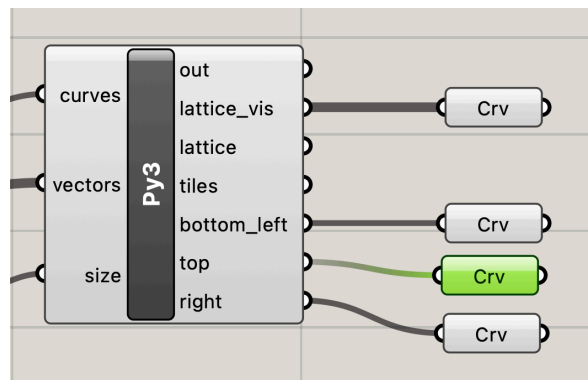 curves
vectors
size
Py3
out
lattice_vis
lattice
tiles
bottom_left
top
right
Crv
Crv
Crv
Crv